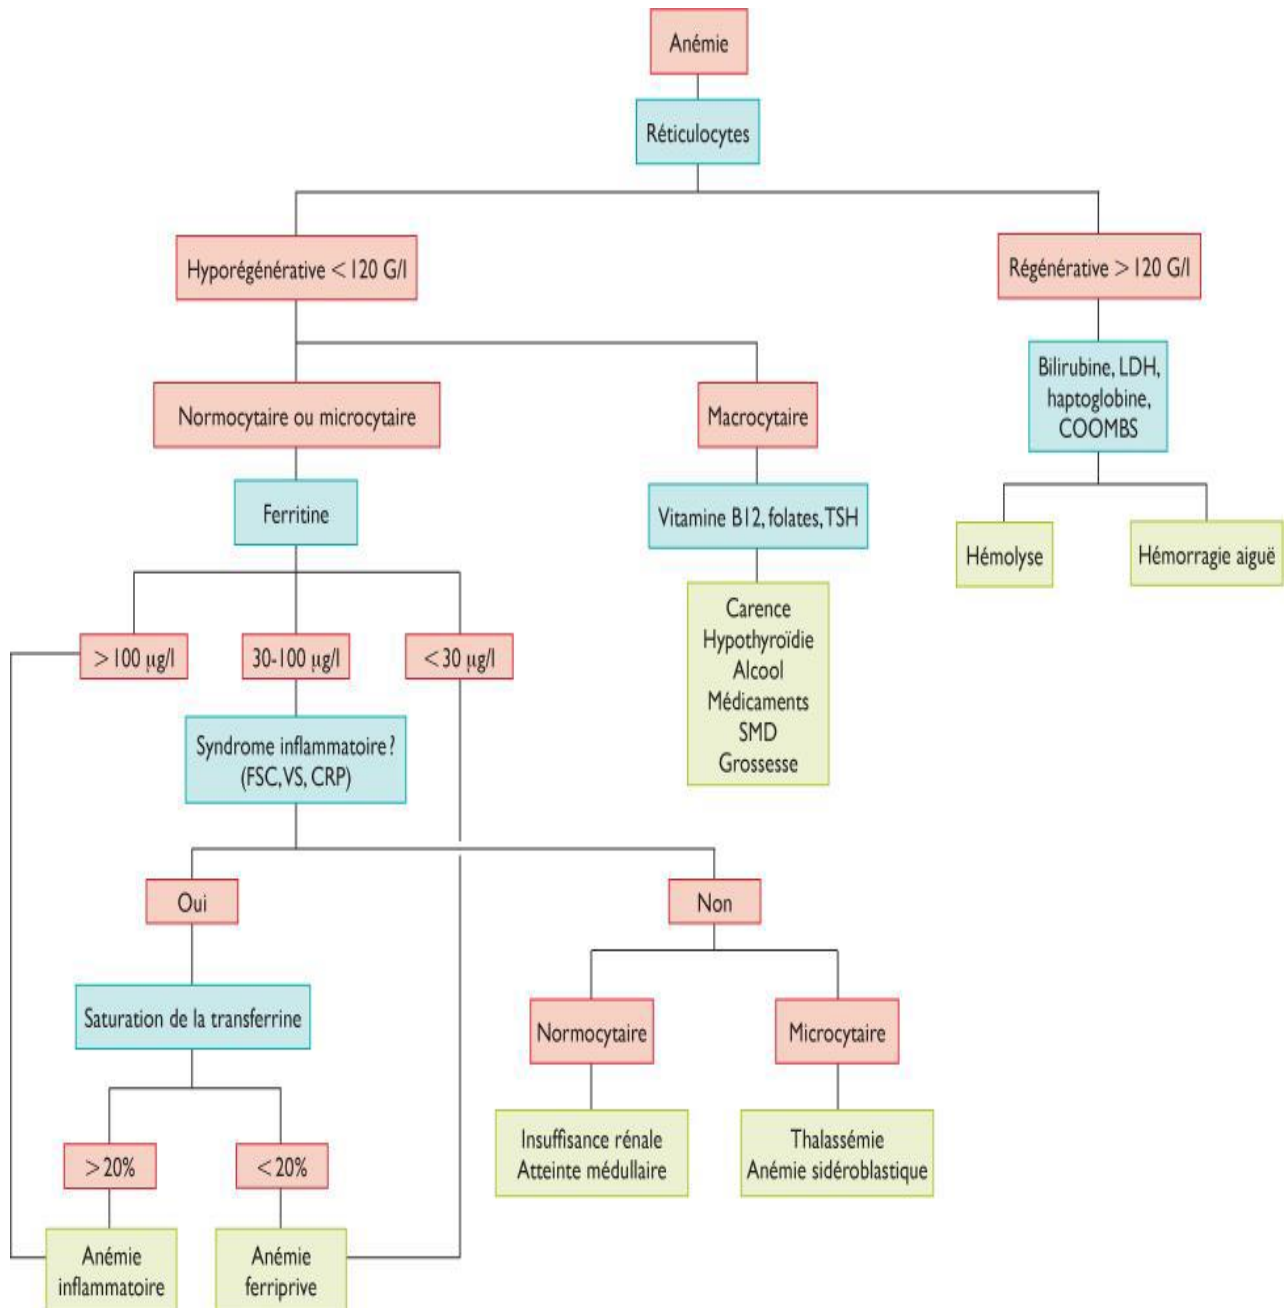 Anémie
Réticulocytes
Hyporégénérative < 120 G/l
Régénérative > 120 G/l
Normocytaire ou microcytaire
Macrocytaire
Bilirubine, LDH,
haptoglobine,
COOMBS
Ferritine
Vitamine B12, folates, TSH
Hémolyse
Hémorragie aiguë
Carence
Hypothyroïdie
Alcool
Médicaments
SMD
Grossesse
> 100 µg/l
30-100 µg/l
< 30 µg/l
Syndrome inflammatoire ?
(FSC, VS, CRP)
Oui
Non
Saturation de la transferrine
Normocytaire
Microcytaire
Insuffisance rénale
Atteinte médullaire
Thalassémie
Anémie sidéroblastique
> 20%
< 20%
Anémie
inflammatoire
Anémie
ferriprive